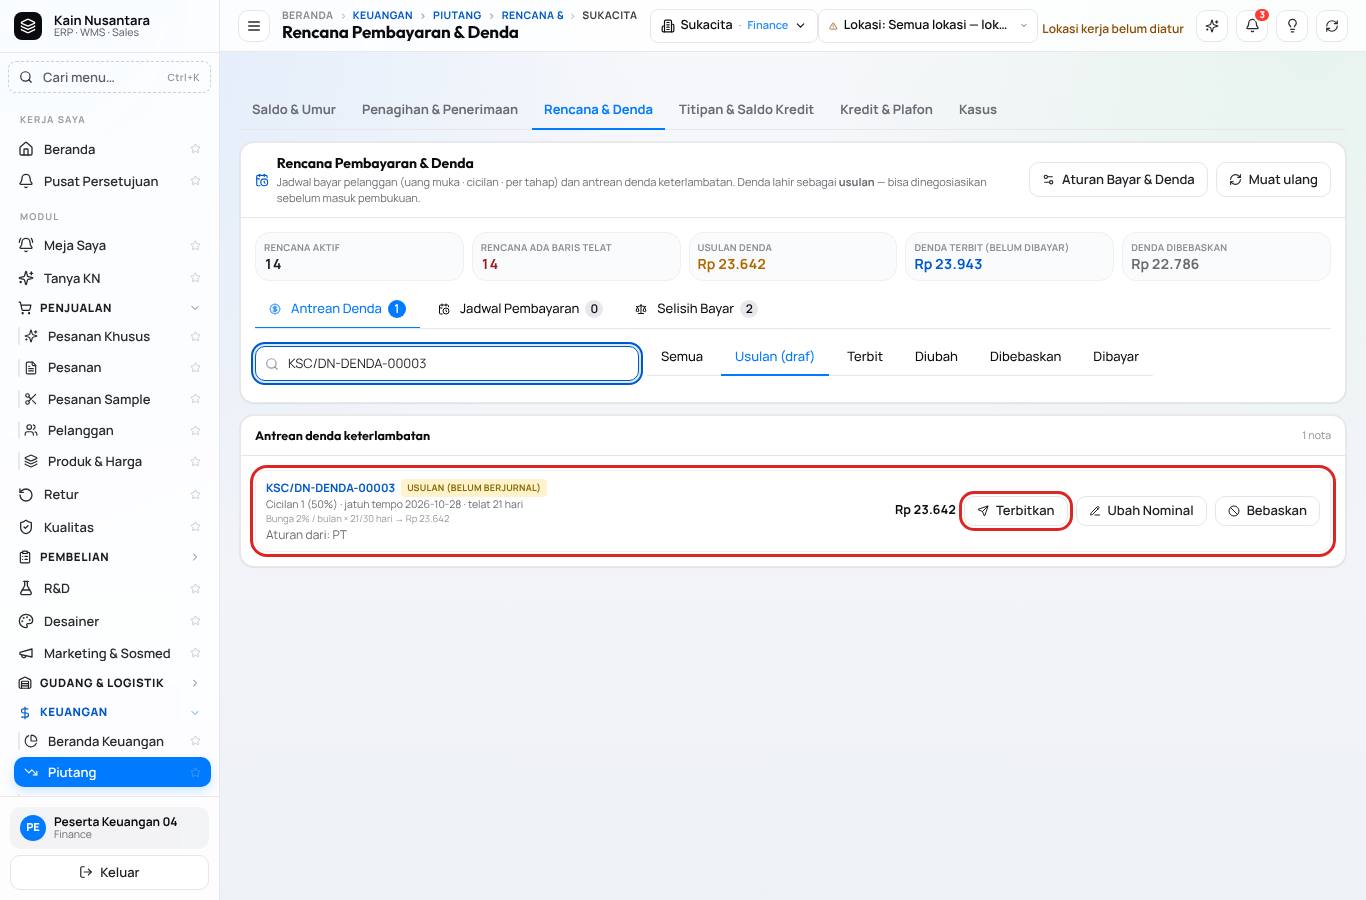 Kain Nusantara
ERP · WMS · Sales
Cari menu... Ctrl+K
KERJA SAYA
Beranda
Pusat Persetujuan
MODUL
Meja Saya
Tanya KN
PENJUALAN
Pesanan Khusus
Pesanan
Pesanan Sample
Pelanggan
Produk & Harga
Retur
Kualitas
PEMBELIAN
R&D
Desainer
Marketing & Sosmed
GUDANG & LOGISTIK
KEUANGAN
Beranda Keuangan
Piutang
PE
Peserta Keuangan 04
Finance
Keluar
BERANDA › KEUANGAN › PIUTANG › RENCANA & › SUKACITA
Rencana Pembayaran & Denda
Sukacita · Finance
Lokasi: Semua lokasi — lok...
Lokasi kerja belum diatur
3
Saldo & Umur Penagihan & Penerimaan Rencana & Denda Titipan & Saldo Kredit Kredit & Plafon Kasus
Rencana Pembayaran & Denda
Jadwal bayar pelanggan (uang muka · cicilan · per tahap) dan antrean denda keterlambatan. Denda lahir sebagai usulan — bisa dinegosiasikan
sebelum masuk pembukuan.
Aturan Bayar & Denda Muat ulang
RENCANA AKTIF
14
RENCANA ADA BARIS TELAT
14
USULAN DENDA
Rp 23.642
DENDA TERBIT (BELUM DIBAYAR)
Rp 23.943
DENDA DIBEBASKAN
Rp 22.786
Antrean Denda 1 Jadwal Pembayaran 0 Selisih Bayar 2
KSC/DN-DENDA-00003
Semua Usulan (draf) Terbit Diubah Dibebaskan Dibayar
Antrean denda keterlambatan 1 nota
KSC/DN-DENDA-00003 USULAN (BELUM BERJURNAL)
Cicilan 1 (50%) · jatuh tempo 2026-10-28 · telat 21 hari
Bunga 2% / bulan × 21/30 hari → Rp 23.642
Aturan dari: PT
Rp 23.642 Terbitkan Ubah Nominal Bebaskan